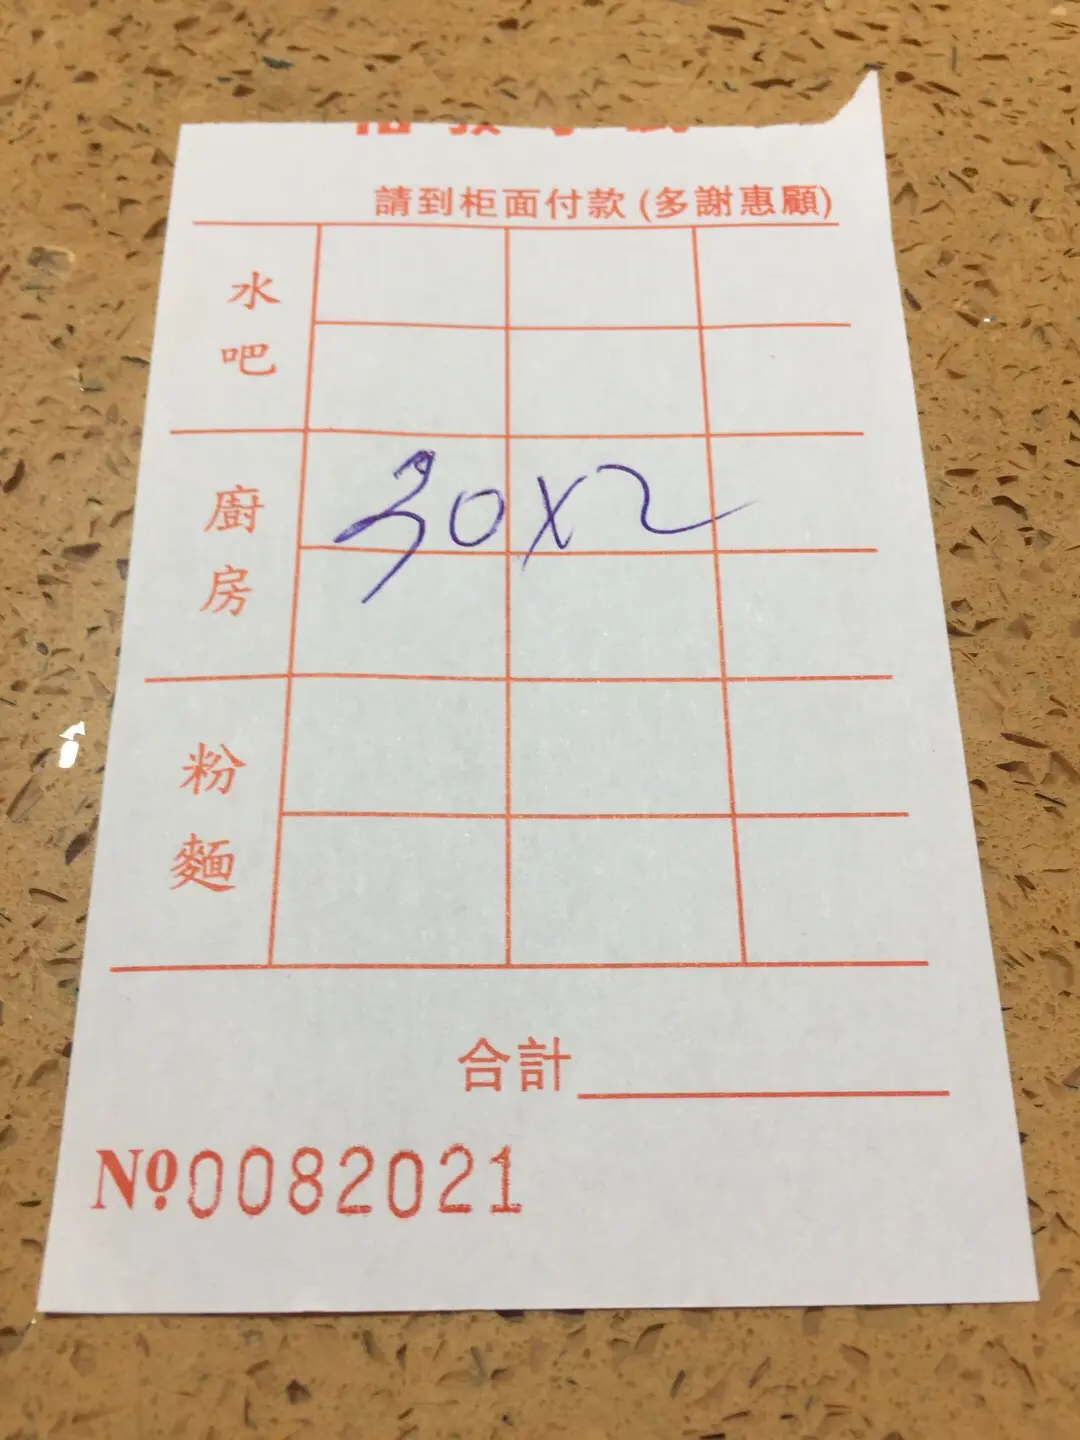 請到柜面付款(多謝惠顧)
水吧
廚房
30x2
粉麵
合計
№0082021